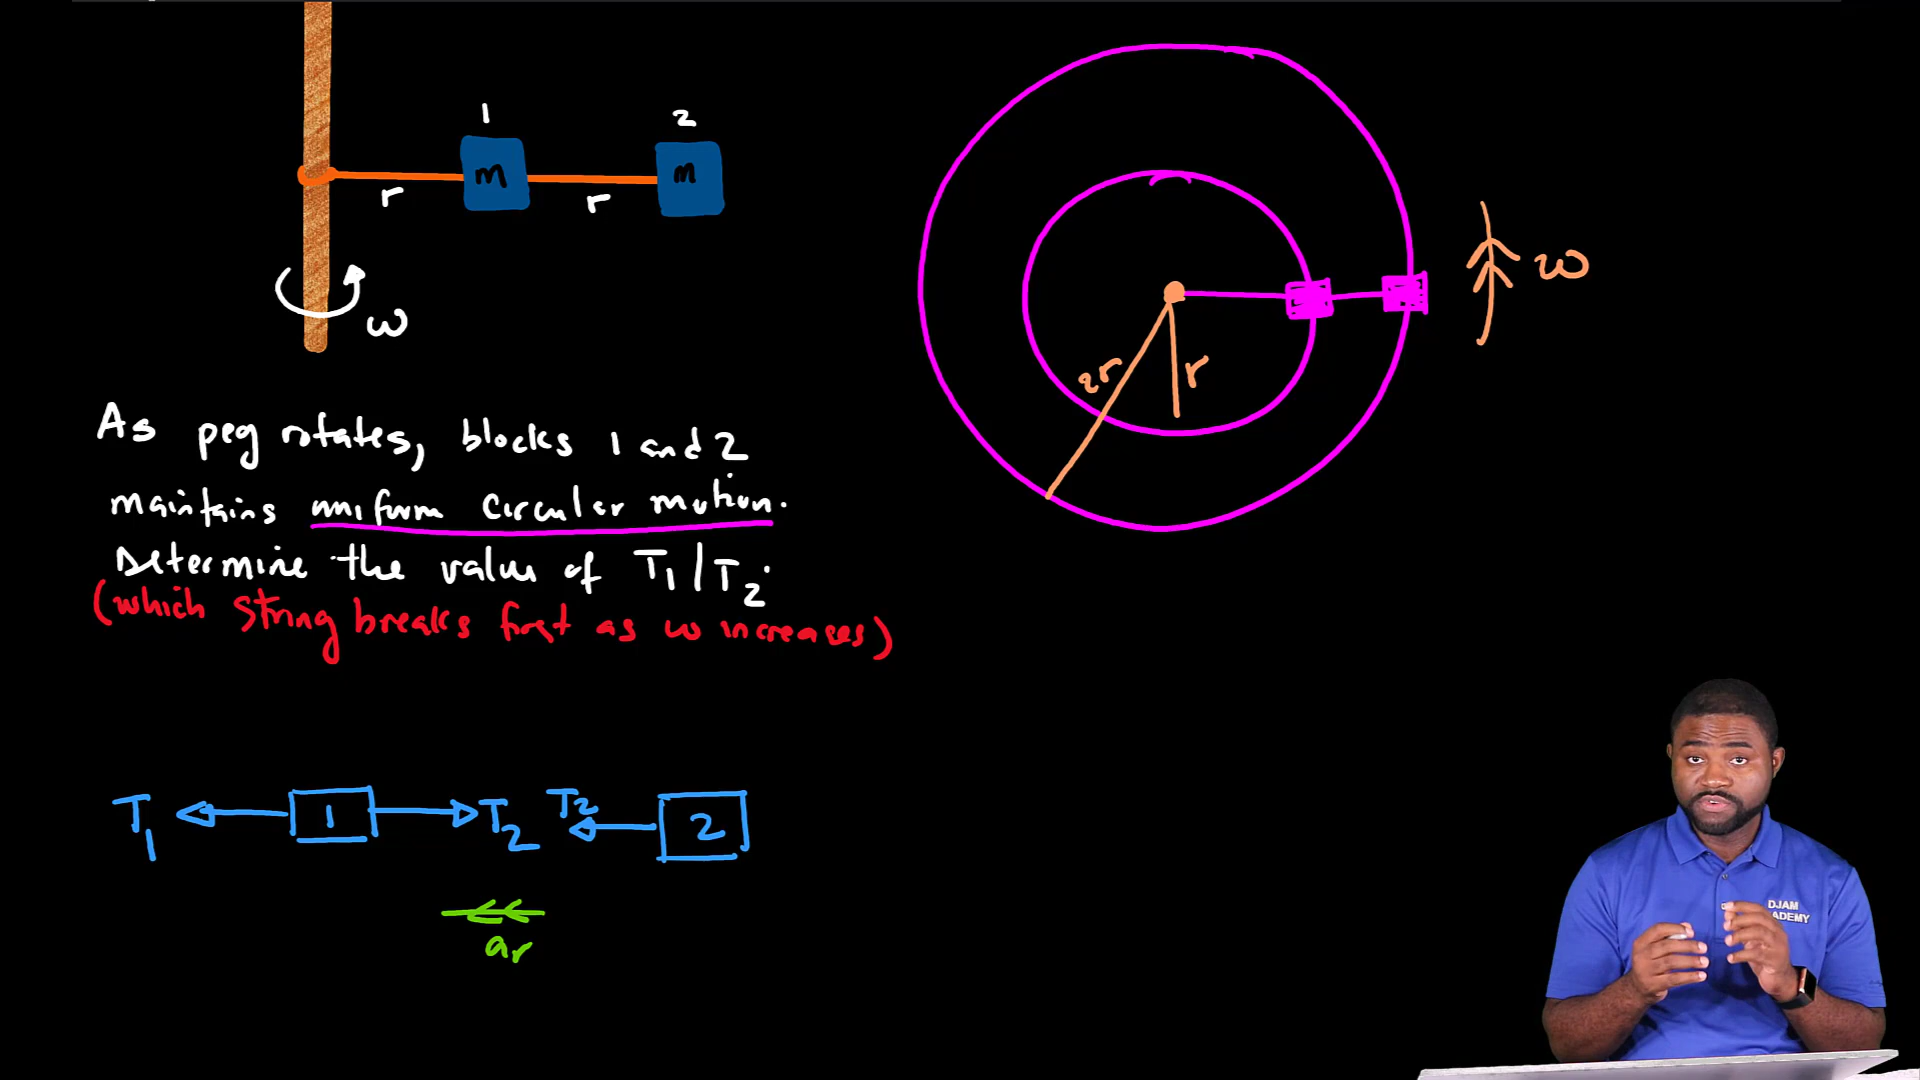 1
2
m
m
r
r
ω
ω
2r
r
As peg rotates, blocks 1 and 2
maintains uniform circular motion.
Determine the value of T1/T2.
(which string breaks first as ω increases)
T1
1
T2
T2
2
ar
DJAM